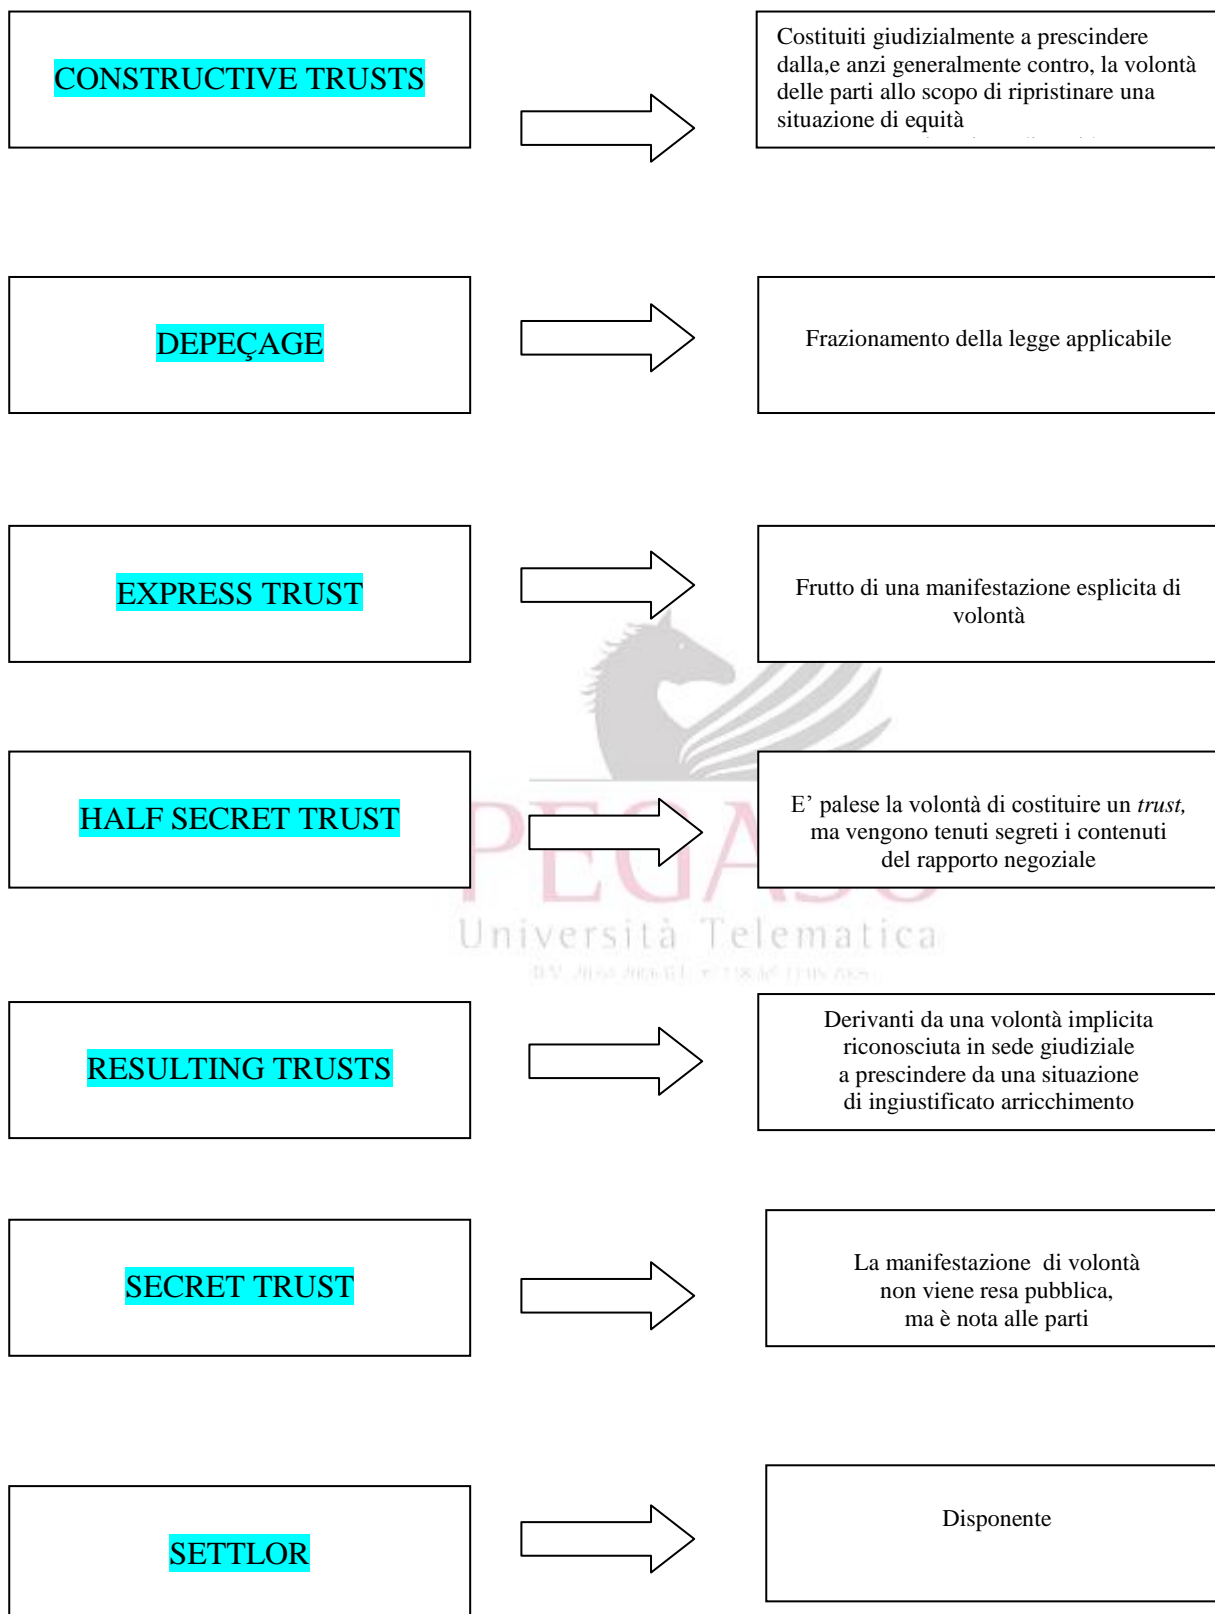 CONSTRUCTIVE TRUSTS
Costituiti giudizialmente a prescindere
dalla,e anzi generalmente contro, la volontà
delle parti allo scopo di ripristinare una
situazione di equità
DEPEÇAGE
Frazionamento della legge applicabile
EXPRESS TRUST
Frutto di una manifestazione esplicita di
volontà
HALF SECRET TRUST
E’ palese la volontà di costituire un trust,
ma vengono tenuti segreti i contenuti
del rapporto negoziale
PEGASO
Università Telematica
RESULTING TRUSTS
Derivanti da una volontà implicita
riconosciuta in sede giudiziale
a prescindere da una situazione
di ingiustificato arricchimento
SECRET TRUST
La manifestazione di volontà
non viene resa pubblica,
ma è nota alle parti
SETTLOR
Disponente